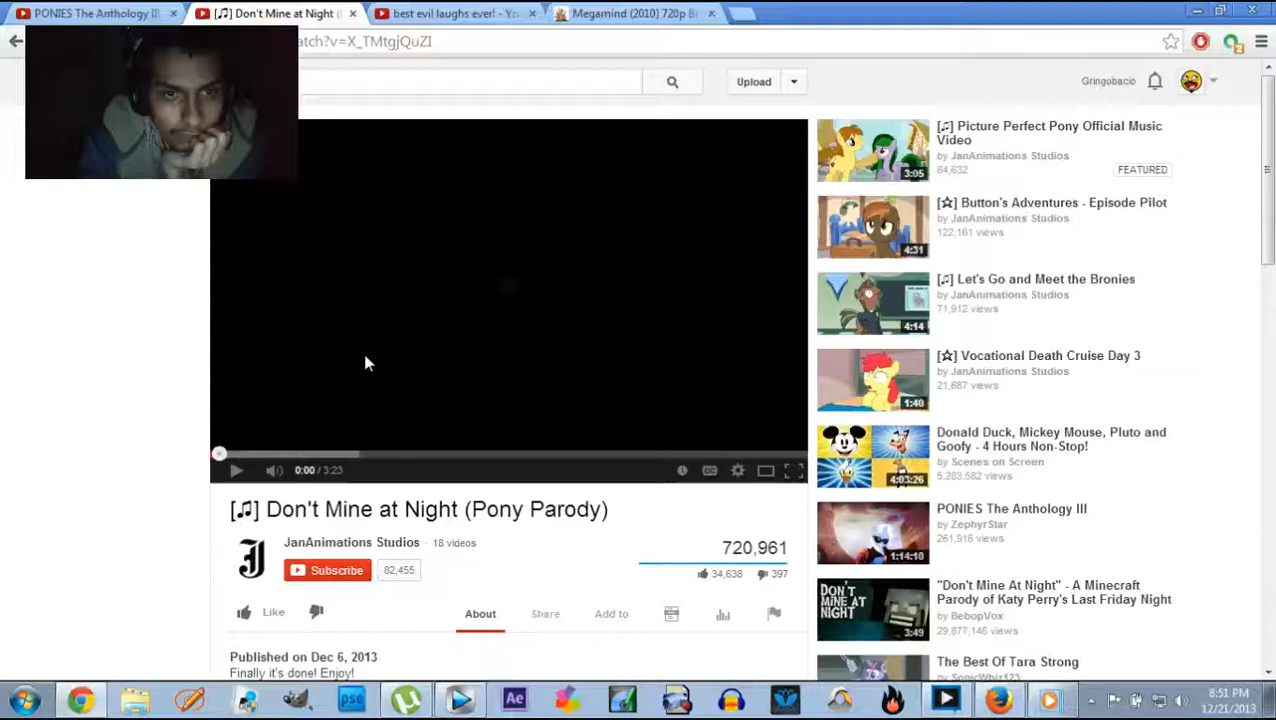 PONIES The Anthology III
[♫] Don't Mine at Night (
best evil laughs ever! - Yo
Megamind (2010) 720p B
atch?v=X_TMtgjQuZI
Upload
Gringobacio
[♫] Picture Perfect Pony Official Music
Video
by JanAnimations Studios
84,632
FEATURED
3:05
[☆] Button's Adventures - Episode Pilot
by JanAnimations Studios
122,161 views
4:31
[♫] Let's Go and Meet the Bronies
by JanAnimations Studios
71,912 views
4:14
[☆] Vocational Death Cruise Day 3
by JanAnimations Studios
21,687 views
1:40
Donald Duck, Mickey Mouse, Pluto and
Goofy - 4 Hours Non-Stop!
by Scenes on Screen
5,283,582 views
4:03:26
0:00 / 3:23
[♫] Don't Mine at Night (Pony Parody)
JanAnimations Studios · 18 videos
Subscribe
82,455
720,961
34,638
397
Like
About
Share
Add to
Published on Dec 6, 2013
Finally it's done! Enjoy!
PONIES The Anthology III
by ZephyrStar
261,916 views
1:14:10
"Don't Mine At Night" - A Minecraft
Parody of Katy Perry's Last Friday Night
by BebopVox
29,877,146 views
DON'T
MINE AT
NIGHT
3:49
The Best Of Tara Strong
by SonicWhiz123
pse
Ae
8:51 PM
12/21/2013